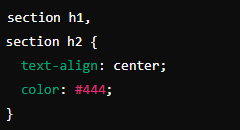 section h1,
section h2 {
  text-align: center;
  color: #444;
}